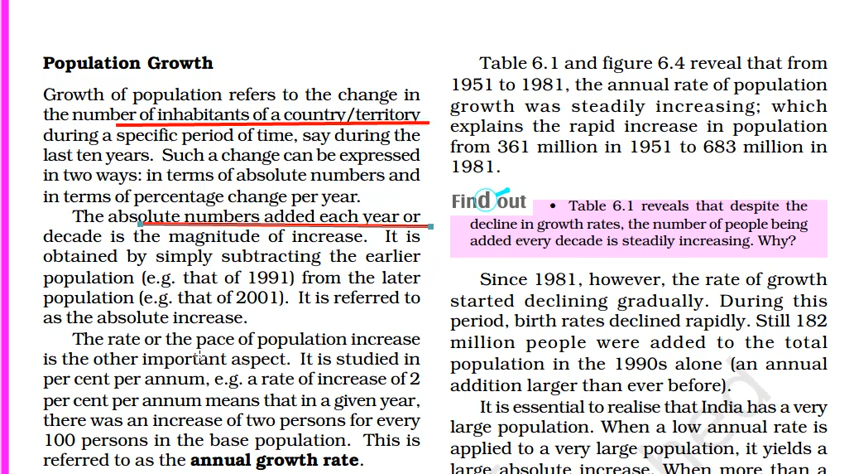 Population Growth
Growth of population refers to the change in
the number of inhabitants of a country/territory
during a specific period of time, say during the
last ten years. Such a change can be expressed
in two ways: in terms of absolute numbers and
in terms of percentage change per year.
The absolute numbers added each year or
decade is the magnitude of increase. It is
obtained by simply subtracting the earlier
population (e.g. that of 1991) from the later
population (e.g. that of 2001). It is referred to
as the absolute increase.
The rate or the pace of population increase
is the other important aspect. It is studied in
per cent per annum, e.g. a rate of increase of 2
per cent per annum means that in a given year,
there was an increase of two persons for every
100 persons in the base population. This is
referred to as the annual growth rate.
Table 6.1 and figure 6.4 reveal that from
1951 to 1981, the annual rate of population
growth was steadily increasing; which
explains the rapid increase in population
from 361 million in 1951 to 683 million in
1981.
Find out
• Table 6.1 reveals that despite the
decline in growth rates, the number of people being
added every decade is steadily increasing. Why?
Since 1981, however, the rate of growth
started declining gradually. During this
period, birth rates declined rapidly. Still 182
million people were added to the total
population in the 1990s alone (an annual
addition larger than ever before).
It is essential to realise that India has a very
large population. When a low annual rate is
applied to a very large population, it yields a
large absolute increase. When more than a